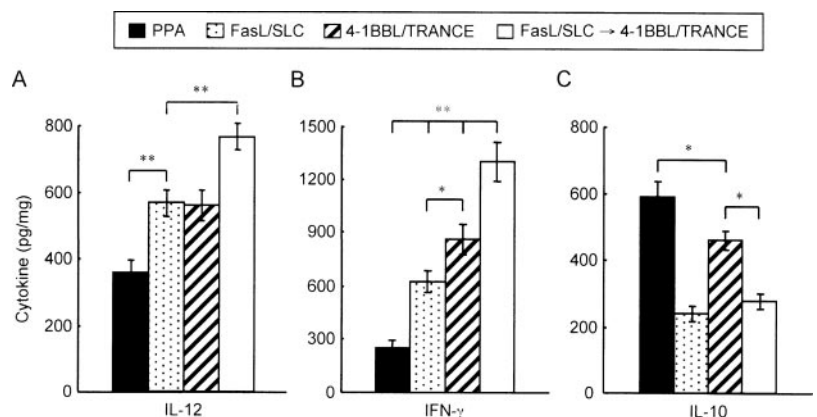 PPA FasL/SLC 4-1BBL/TRANCE FasL/SLC → 4-1BBL/TRANCE
A
**
**
800
600
400
200
0
Cytokine (pg/mg)
IL-12
B
**
*
1500
1200
900
600
300
0
IFN-γ
C
*
*
800
600
400
200
0
IL-10